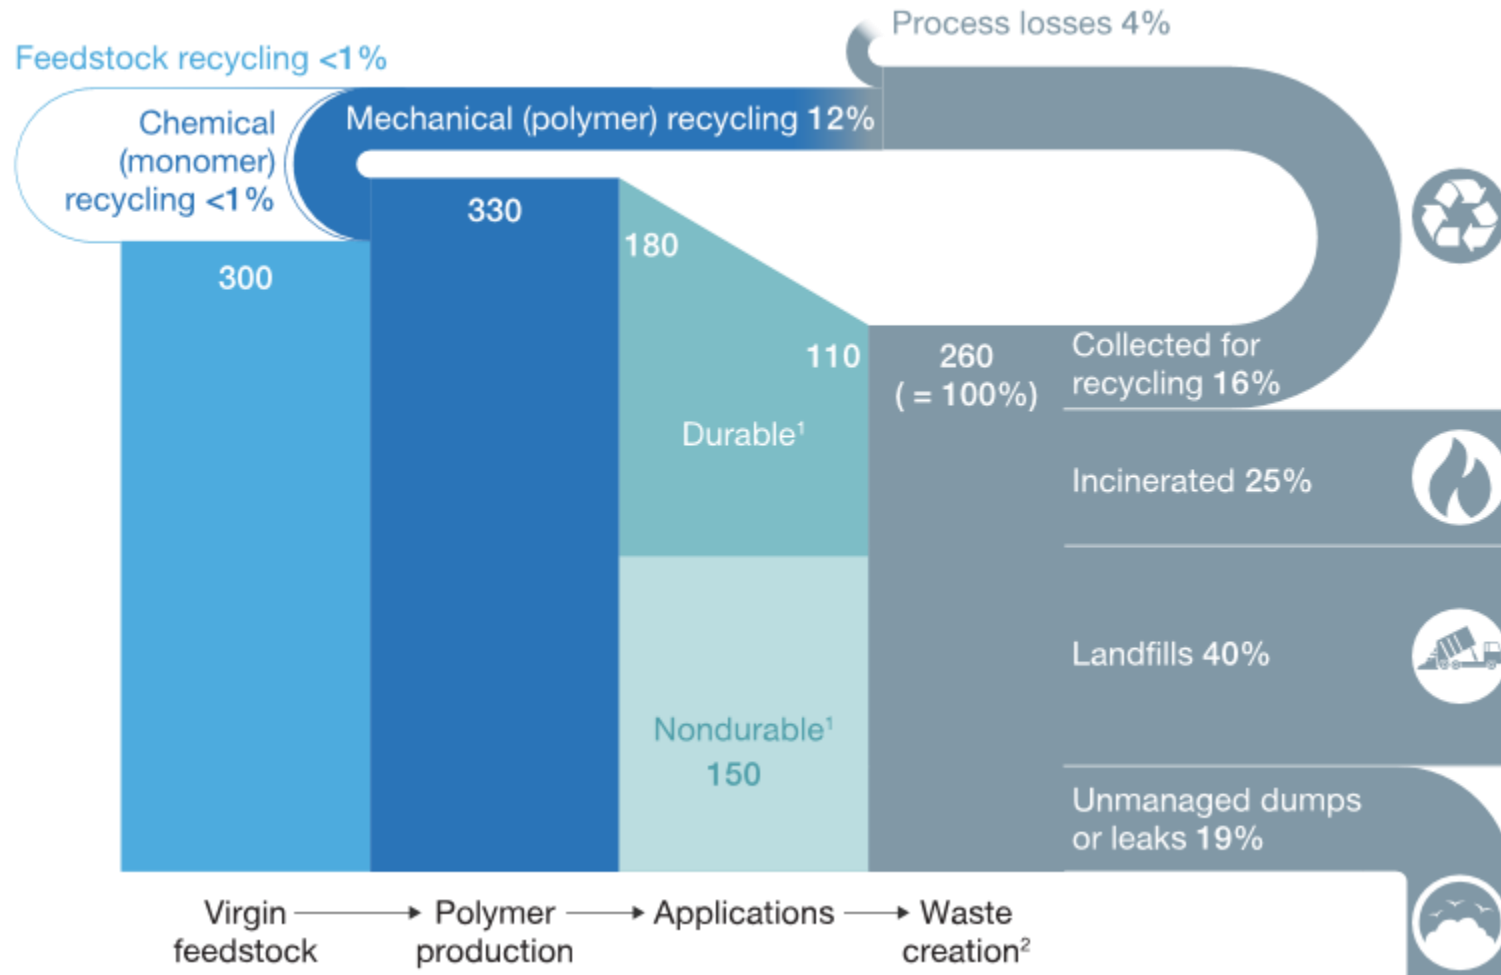 Process losses 4%
Feedstock recycling <1%
Chemical
(monomer)
recycling <1%
Mechanical (polymer) recycling 12%
300
330
180
110
Durable¹
Nondurable¹
150
260
( = 100%)
Collected for
recycling 16%
Incinerated 25%
Landfills 40%
Unmanaged dumps
or leaks 19%
Virgin
feedstock
Polymer
production
Applications
Waste
creation²